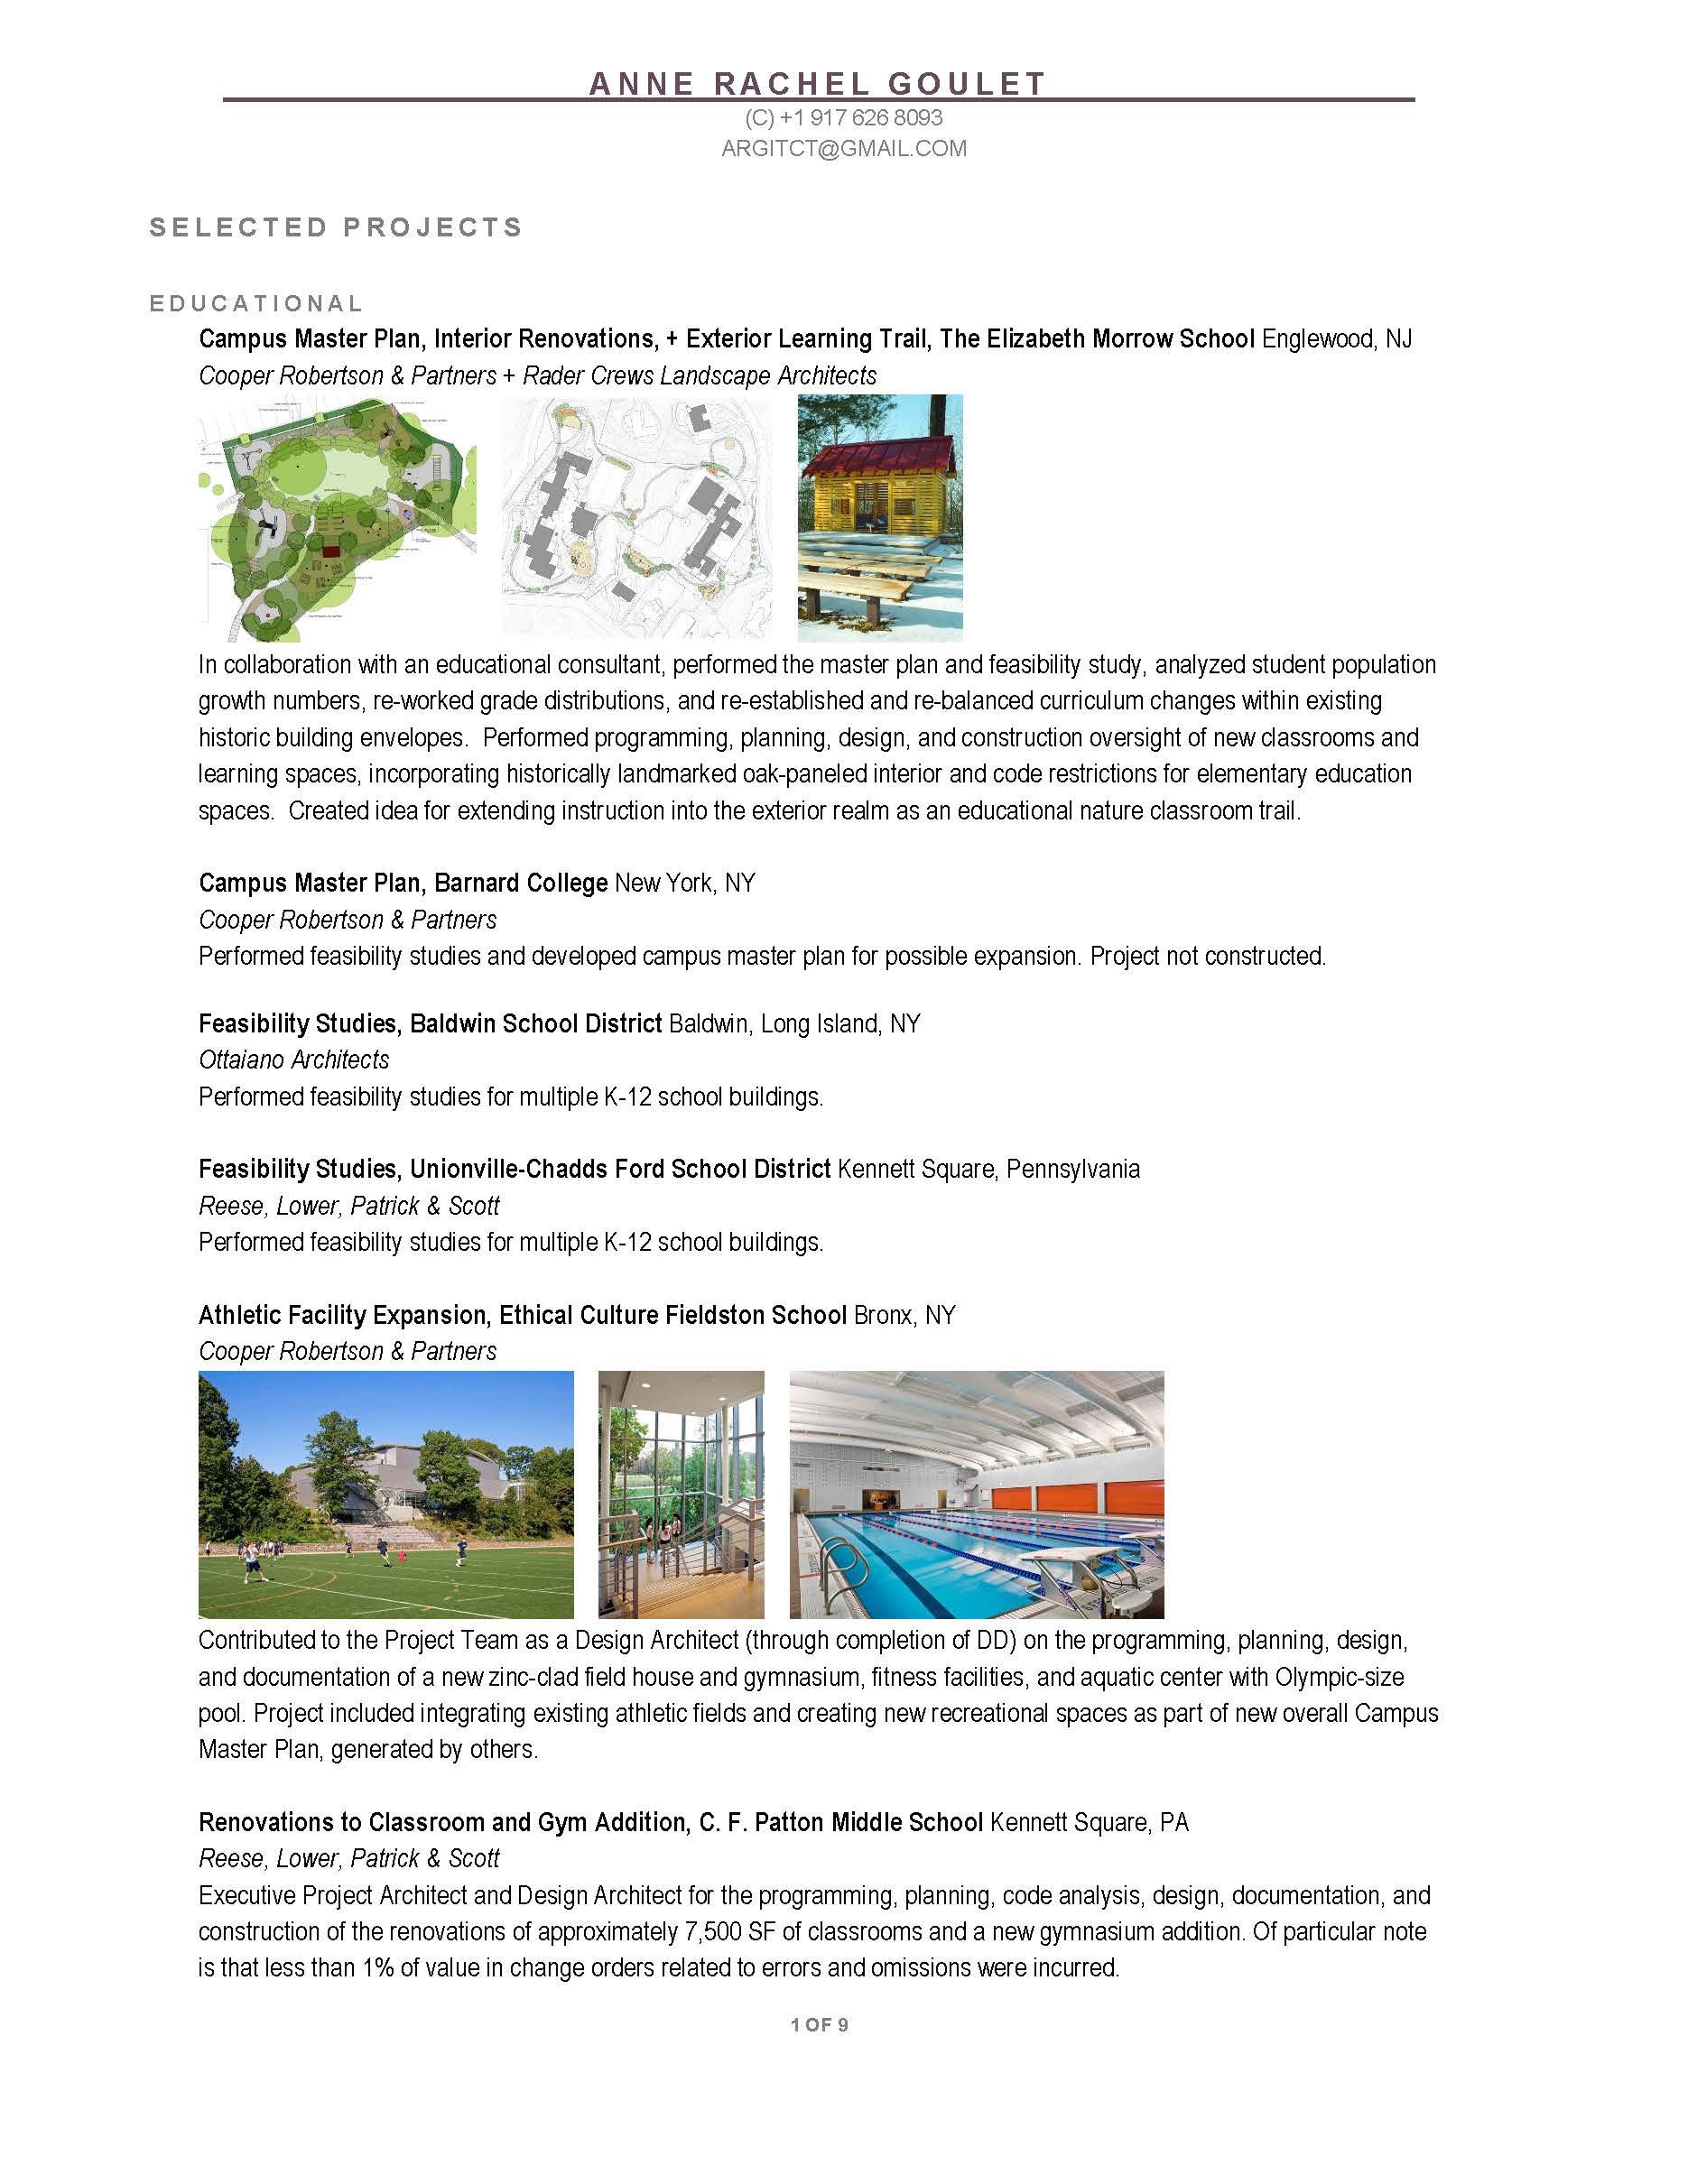 ANNE RACHEL GOULET
(C) +1 917 626 8093
ARGITCT@GMAIL.COM
SELECTED PROJECTS
EDUCATIONAL
Campus Master Plan, Interior Renovations, + Exterior Learning Trail, The Elizabeth Morrow School Englewood, NJ
Cooper Robertson & Partners + Rader Crews Landscape Architects
In collaboration with an educational consultant, performed the master plan and feasibility study, analyzed student population
growth numbers, re-worked grade distributions, and re-established and re-balanced curriculum changes within existing
historic building envelopes.  Performed programming, planning, design, and construction oversight of new classrooms and
learning spaces, incorporating historically landmarked oak-paneled interior and code restrictions for elementary education
spaces.  Created idea for extending instruction into the exterior realm as an educational nature classroom trail.
Campus Master Plan, Barnard College New York, NY
Cooper Robertson & Partners
Performed feasibility studies and developed campus master plan for possible expansion. Project not constructed.
Feasibility Studies, Baldwin School District Baldwin, Long Island, NY
Ottaiano Architects
Performed feasibility studies for multiple K-12 school buildings.
Feasibility Studies, Unionville-Chadds Ford School District Kennett Square, Pennsylvania
Reese, Lower, Patrick & Scott
Performed feasibility studies for multiple K-12 school buildings.
Athletic Facility Expansion, Ethical Culture Fieldston School Bronx, NY
Cooper Robertson & Partners
Contributed to the Project Team as a Design Architect (through completion of DD) on the programming, planning, design,
and documentation of a new zinc-clad field house and gymnasium, fitness facilities, and aquatic center with Olympic-size
pool. Project included integrating existing athletic fields and creating new recreational spaces as part of new overall Campus
Master Plan, generated by others.
Renovations to Classroom and Gym Addition, C. F. Patton Middle School Kennett Square, PA
Reese, Lower, Patrick & Scott
Executive Project Architect and Design Architect for the programming, planning, code analysis, design, documentation, and
construction of the renovations of approximately 7,500 SF of classrooms and a new gymnasium addition. Of particular note
is that less than 1% of value in change orders related to errors and omissions were incurred.
1 OF 9